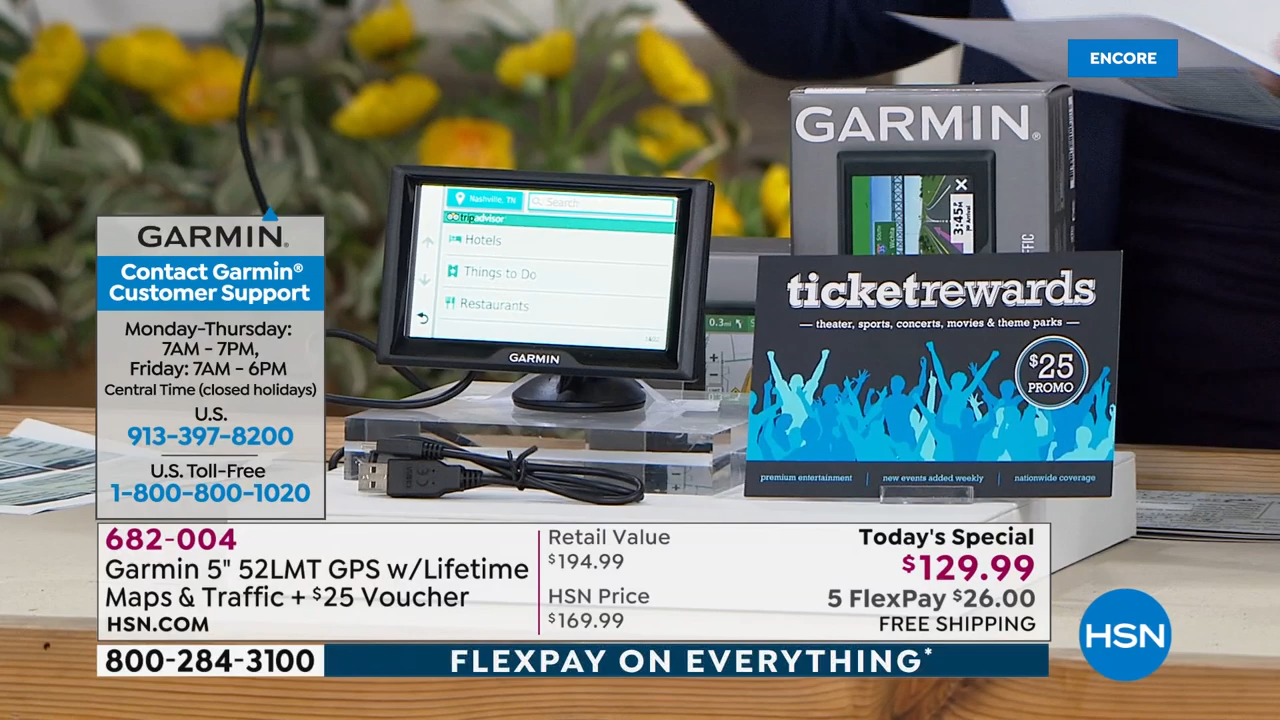 ENCORE
GARMIN®
3:45
Nashville, TN
Search
tripadvisor
Hotels
Things to Do
Restaurants
GARMIN
0.3mi
ticketrewards
— theater, sports, concerts, movies & theme parks —
$25
PROMO
premium entertainment | new events added weekly | nationwide coverage
GARMIN®
Contact Garmin®
Customer Support
Monday-Thursday:
7AM - 7PM,
Friday: 7AM - 6PM
Central Time (closed holidays)
U.S.
913-397-8200
U.S. Toll-Free
1-800-800-1020
682-004
Garmin 5" 52LMT GPS w/Lifetime
Maps & Traffic + $25 Voucher
HSN.COM
Retail Value
$194.99
HSN Price
$169.99
Today's Special
$129.99
5 FlexPay $26.00
FREE SHIPPING
HSN
800-284-3100
FLEXPAY ON EVERYTHING*